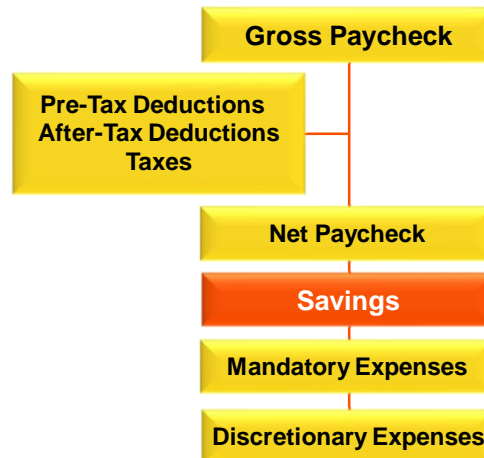 Gross Paycheck
Pre-Tax Deductions
After-Tax Deductions
Taxes
Net Paycheck
Savings
Mandatory Expenses
Discretionary Expenses